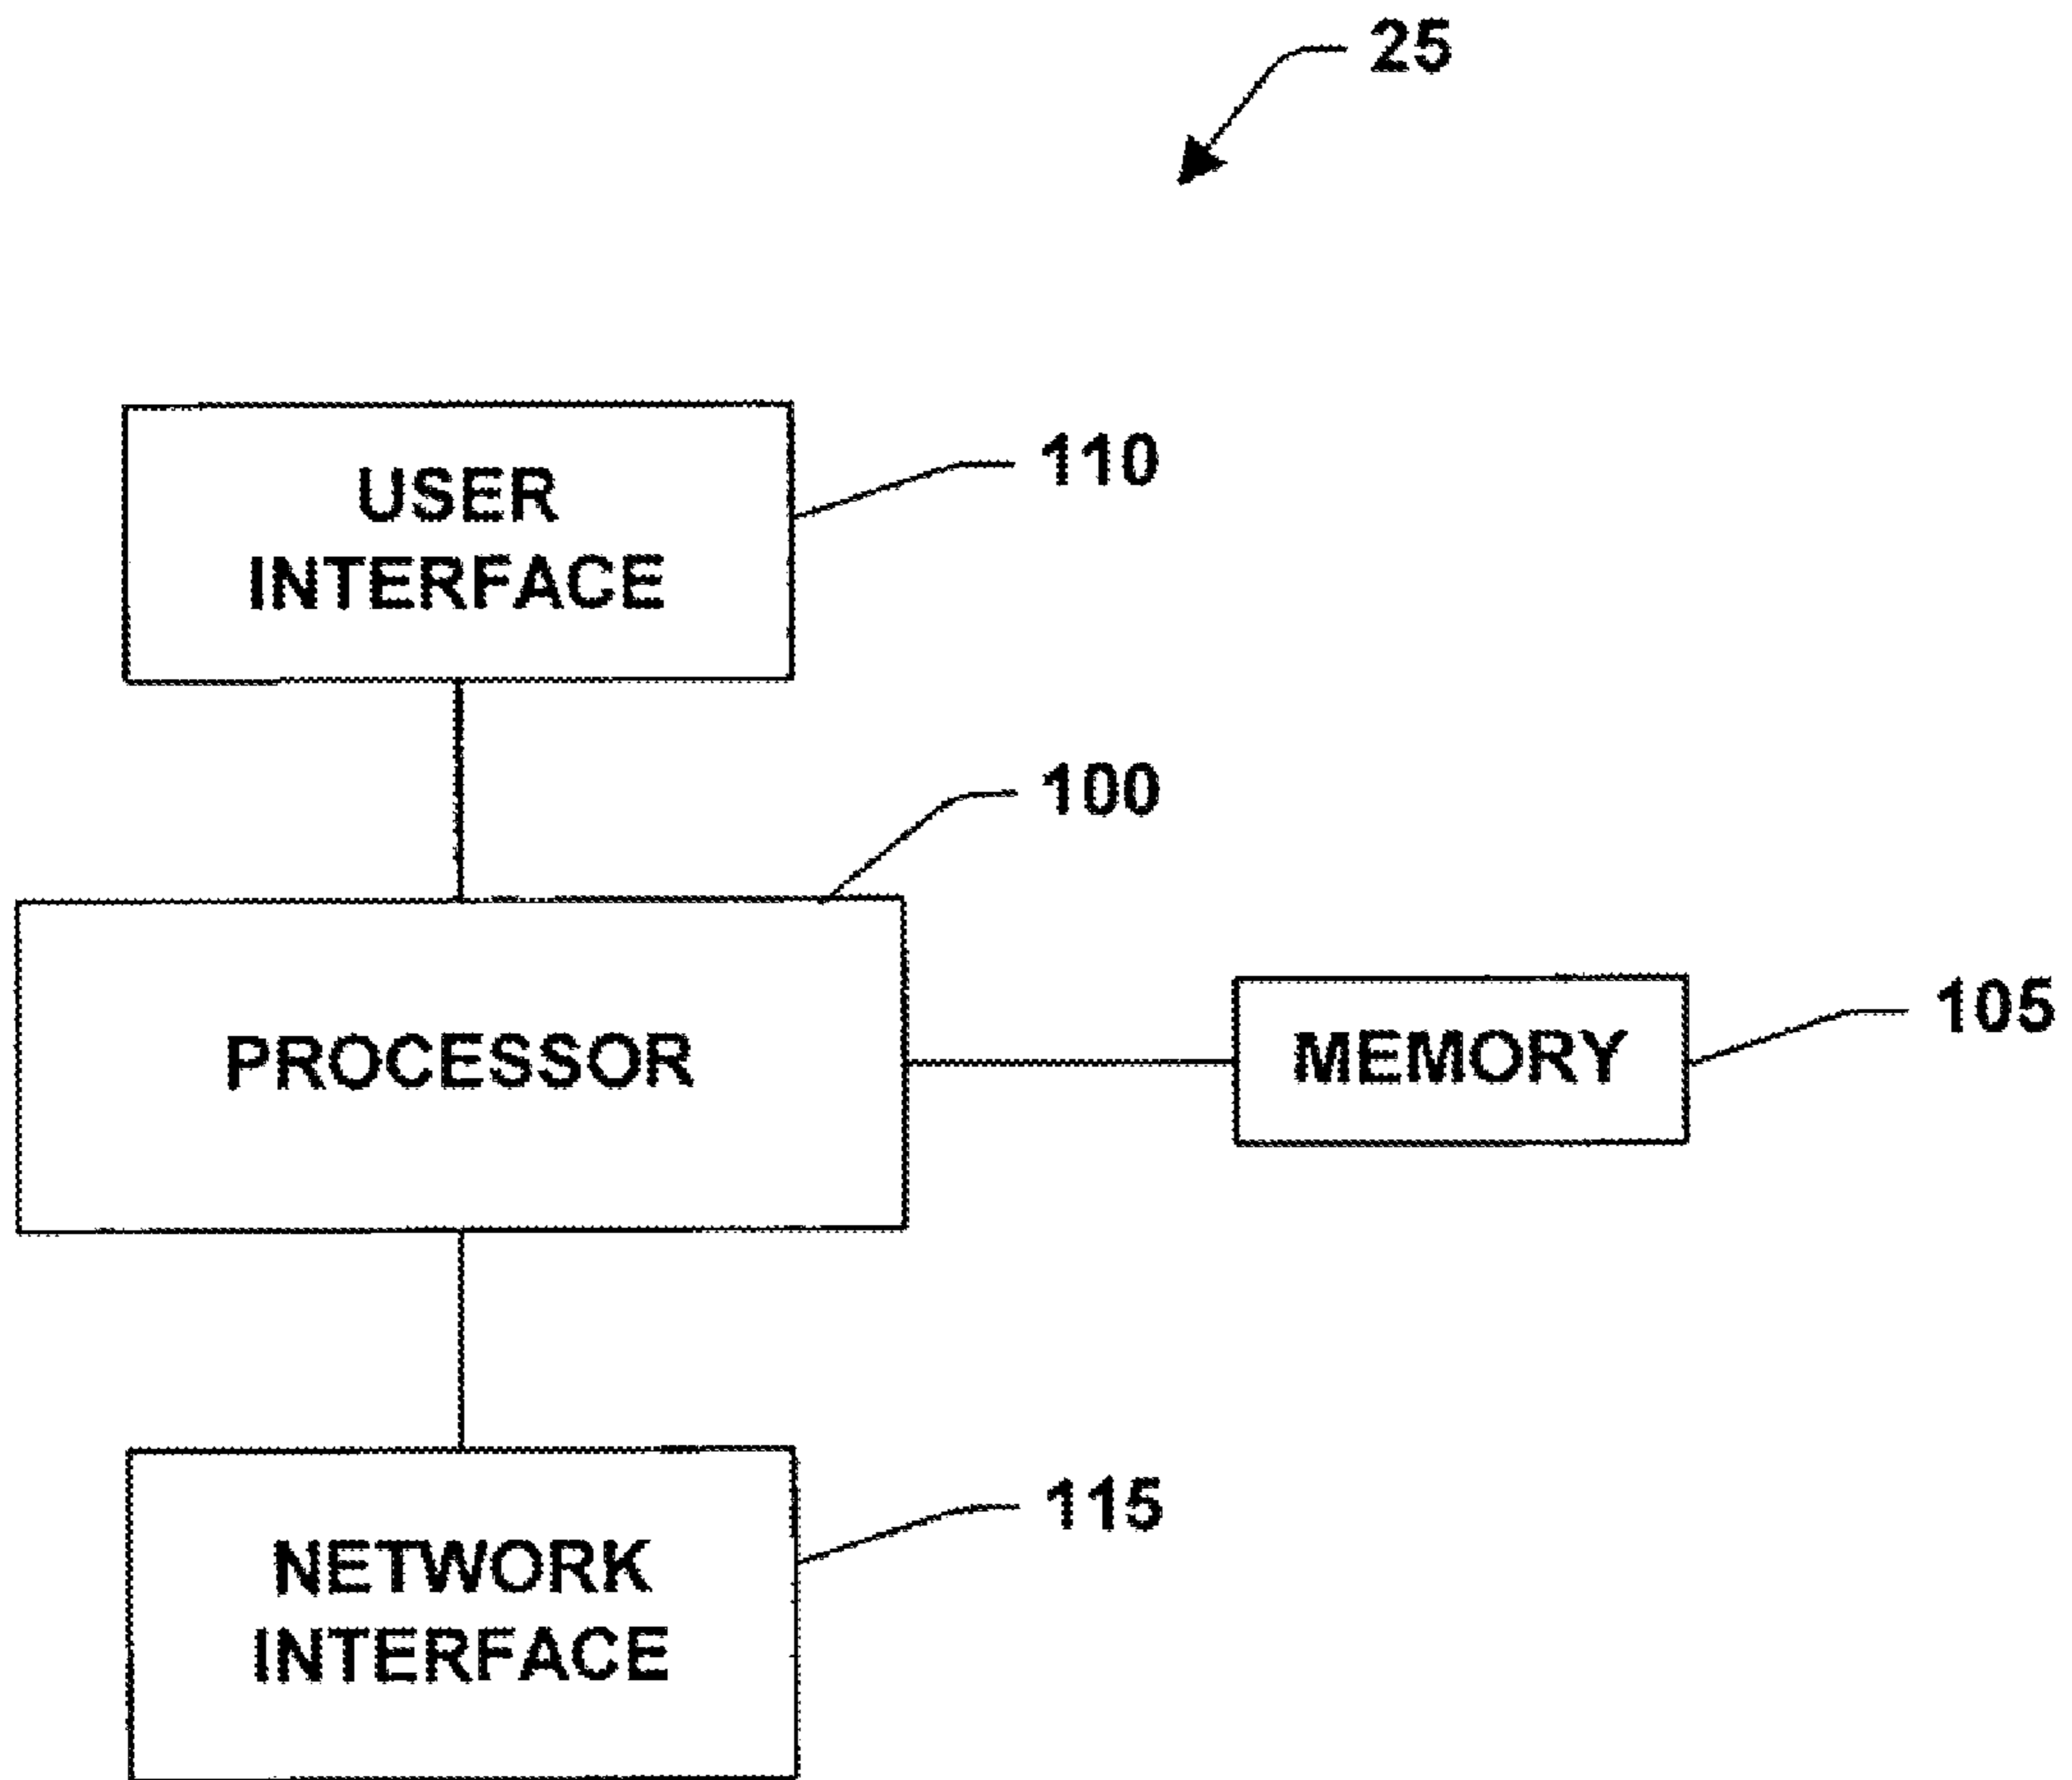 25
USER
INTERFACE
110
100
PROCESSOR
MEMORY
105
NETWORK
INTERFACE
115